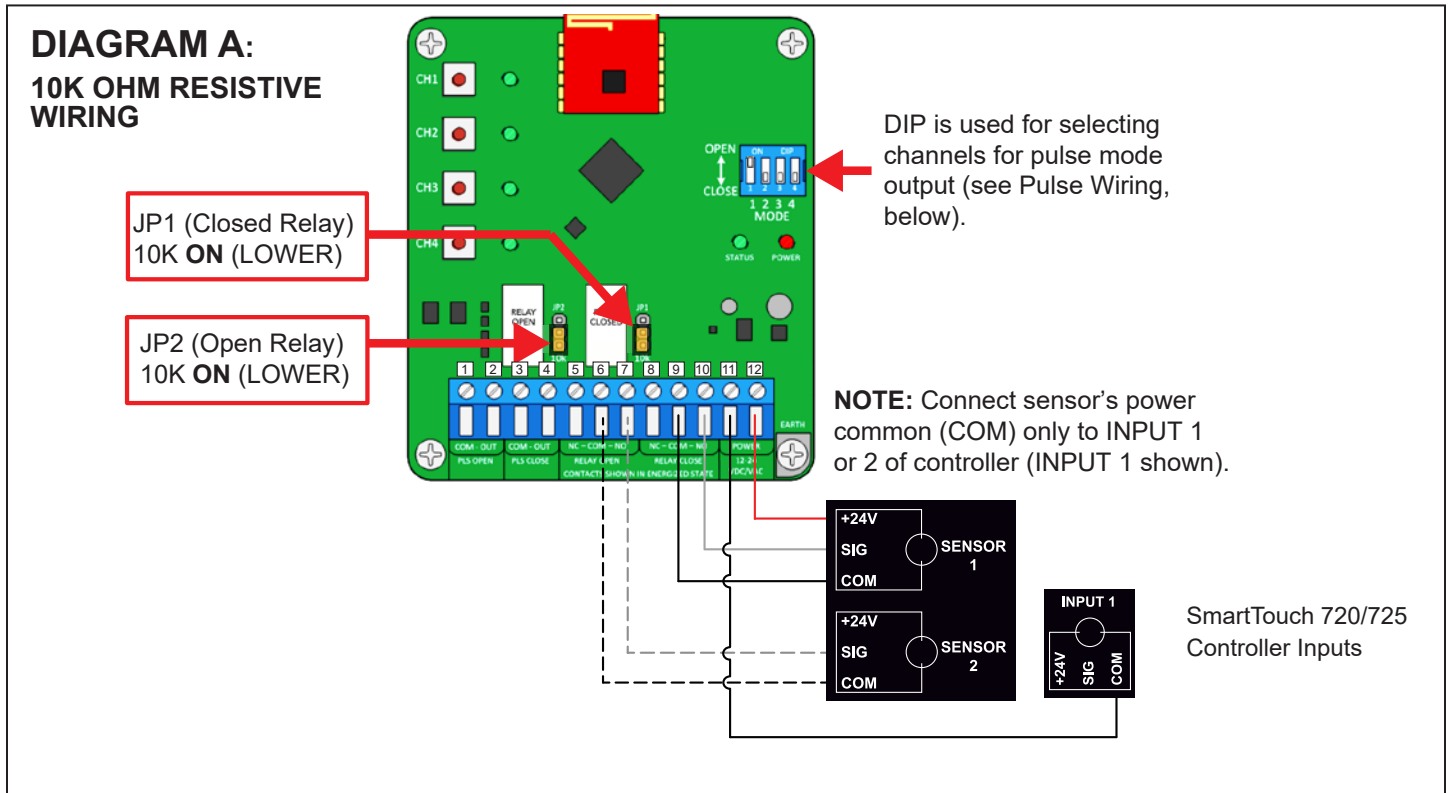 DIAGRAM A:
10K OHM RESISTIVE
WIRING
CH1
CH2
CH3
CH4
OPEN
CLOSE
ON DIP
1 2 3 4
1 2 3 4
MODE
STATUS POWER
DIP is used for selecting
channels for pulse mode
output (see Pulse Wiring,
below).
JP1 (Closed Relay)
10K ON (LOWER)
JP2 (Open Relay)
10K ON (LOWER)
RELAY
OPEN
JP2
10K
CLOSED
JP1
10K
1 2 3 4 5 6 7 8 9 10 11 12
COM - OUT COM - OUT NC – COM – NO NC – COM – NO POWER
PLS OPEN PLS CLOSE RELAY OPEN RELAY CLOSE 12-24
CONTACTS SHOWN IN ENERGIZED STATE VDC/VAC
EARTH
NOTE: Connect sensor's power
common (COM) only to INPUT 1
or 2 of controller (INPUT 1 shown).
+24V
SIG
COM
SENSOR
1
+24V
SIG
COM
SENSOR
2
INPUT 1
+24V
SIG
COM
SmartTouch 720/725
Controller Inputs